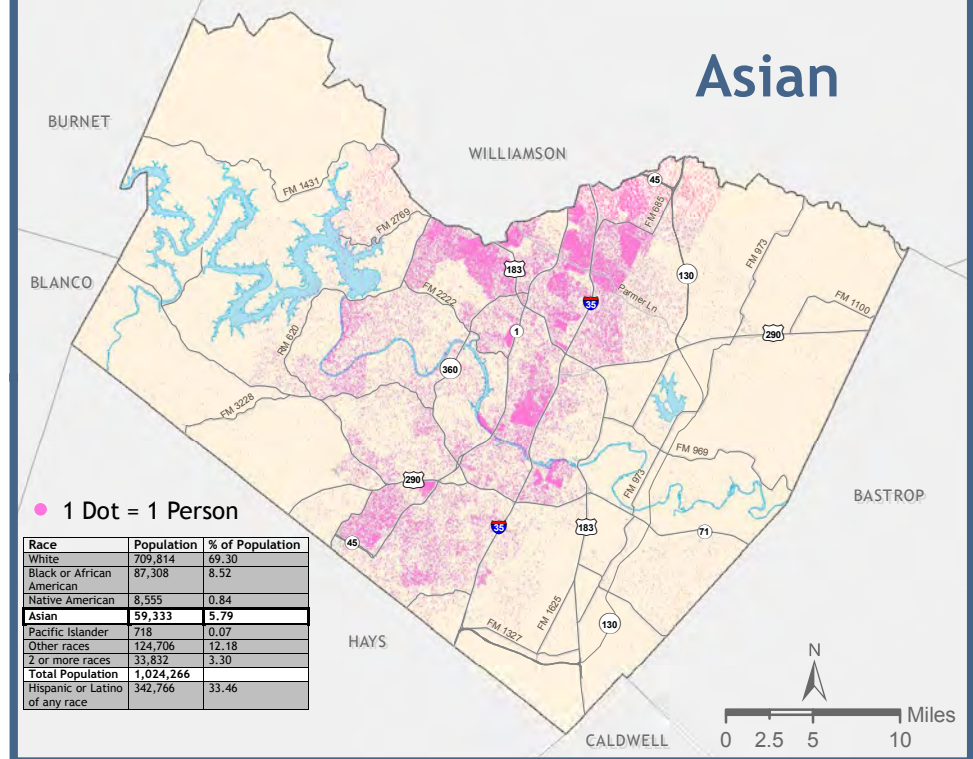 Asian
BURNET
WILLIAMSON
FM 1431
45
FM 685
FM 2769
FM 973
183
130
BLANCO
FM 2222
35
Parmer Ln
FM 1100
RM 620
1
290
360
FM 3228
FM 969
290
FM 973
BASTROP
1 Dot = 1 Person
35
183
71
45
Race Population % of Population
White 709,814 69.30
Black or African 87,308 8.52
American
Native American 8,555 0.84
Asian 59,333 5.79
Pacific Islander 718 0.07
Other races 124,706 12.18
2 or more races 33,832 3.30
Total Population 1,024,266
Hispanic or Latino 342,766 33.46
of any race
FM 1625
130
FM 1327
HAYS
N
Miles
0 2.5 5 10
CALDWELL